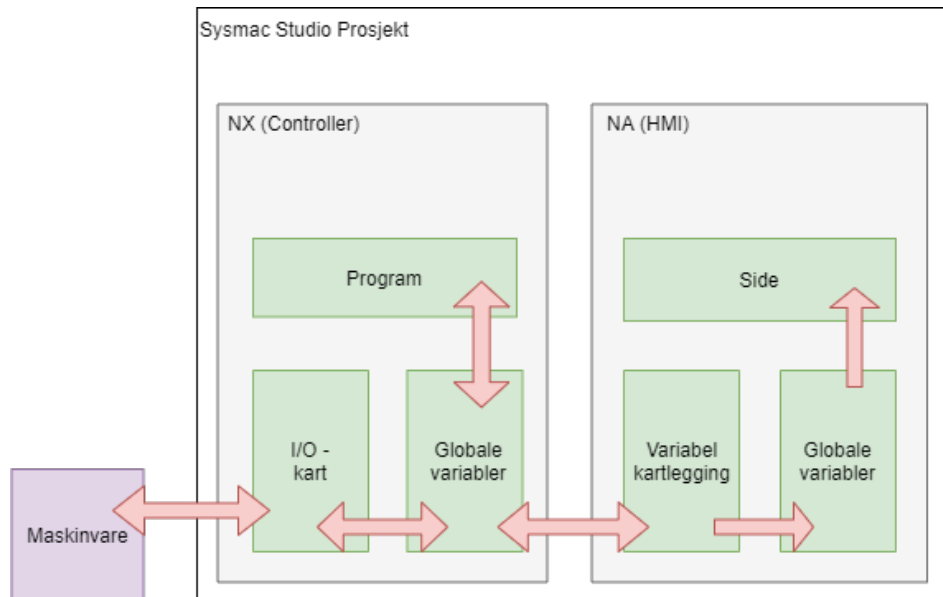 Sysmac Studio Prosjekt
NX (Controller)
NA (HMI)
Program
Side
I/O -
kart
Globale
variabler
Variabel
kartlegging
Globale
variabler
Maskinvare